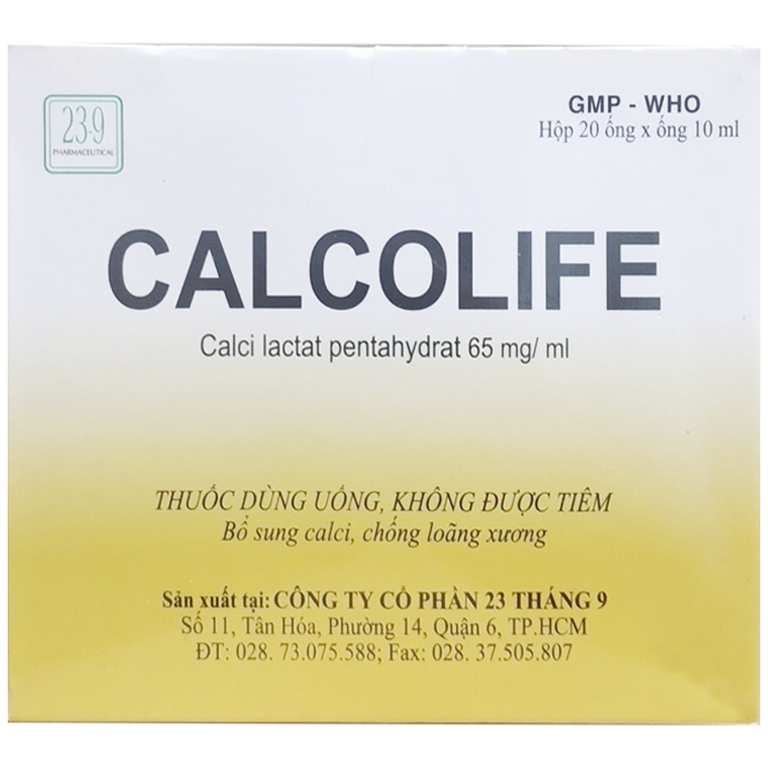 23·9
PHARMACEUTICAL
GMP - WHO
Hộp 20 ống x ống 10 ml
CALCOLIFE
Calci lactat pentahydrat 65 mg/ ml
THUỐC DÙNG UỐNG, KHÔNG ĐƯỢC TIÊM
Bổ sung calci, chống loãng xương
Sản xuất tại: CÔNG TY CỔ PHẦN 23 THÁNG 9
Số 11, Tân Hóa, Phường 14, Quận 6, TP.HCM
ĐT: 028. 73.075.588; Fax: 028. 37.505.807